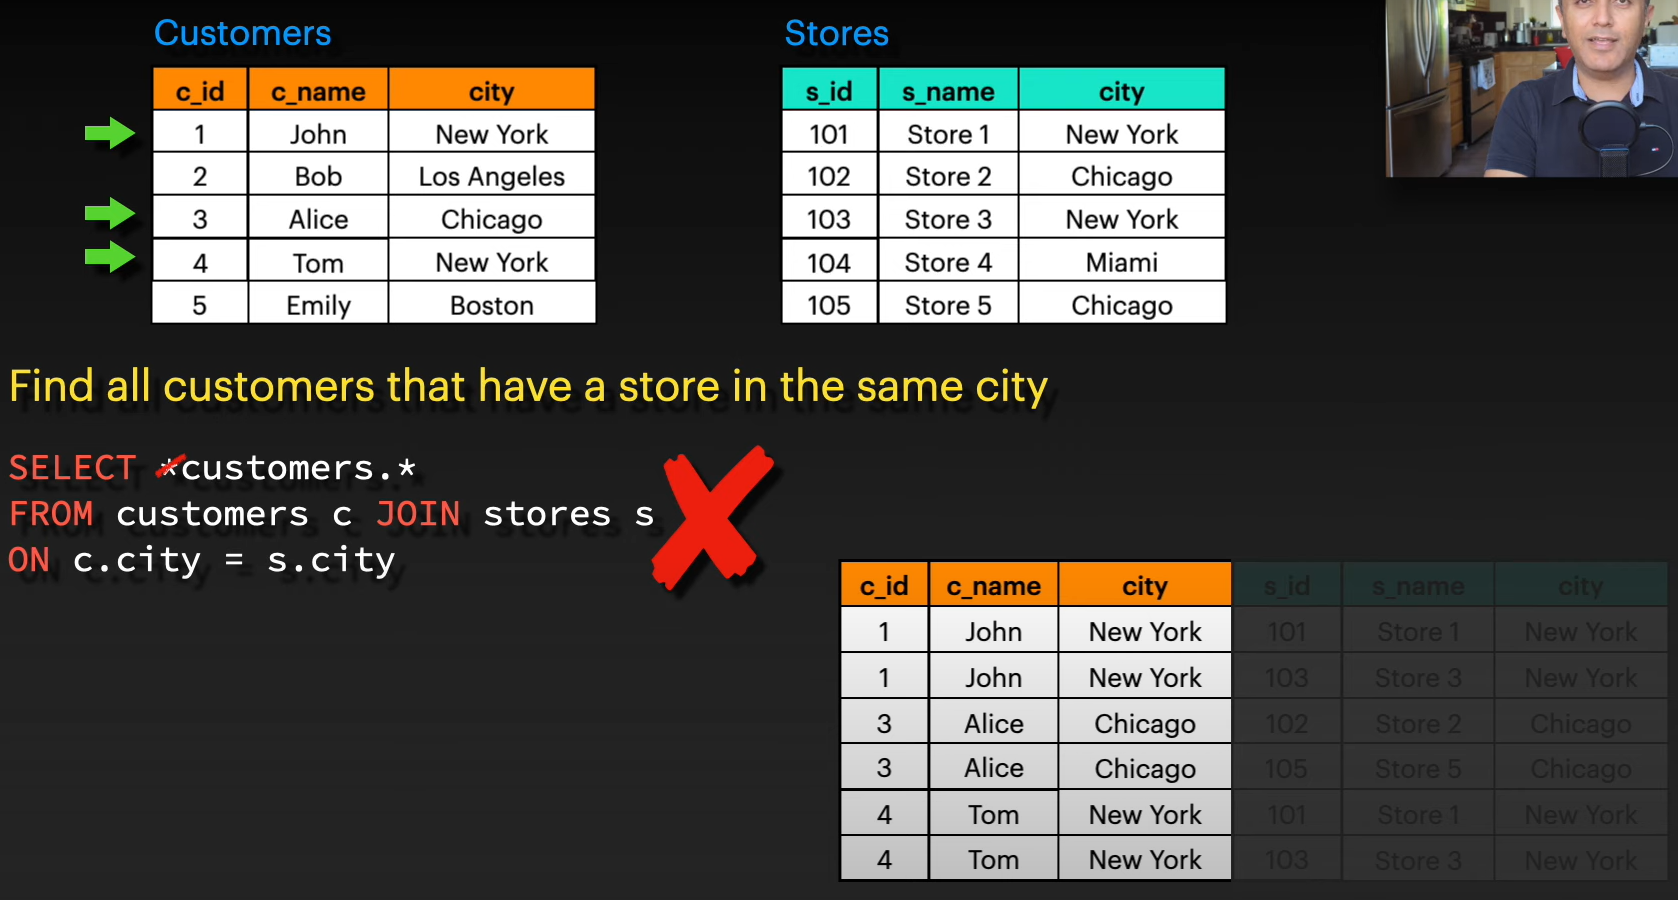 Customers
c_id c_name city
1 John New York
2 Bob Los Angeles
3 Alice Chicago
4 Tom New York
5 Emily Boston
Stores
s_id s_name city
101 Store 1 New York
102 Store 2 Chicago
103 Store 3 New York
104 Store 4 Miami
105 Store 5 Chicago
Find all customers that have a store in the same city
SELECT *customers.*
FROM customers c JOIN stores s
ON c.city = s.city
c_id c_name city s_id s_name city
1 John New York 101 Store 1 New York
1 John New York 103 Store 3 New York
3 Alice Chicago 102 Store 2 Chicago
3 Alice Chicago 105 Store 5 Chicago
4 Tom New York 101 Store 1 New York
4 Tom New York 103 Store 3 New York